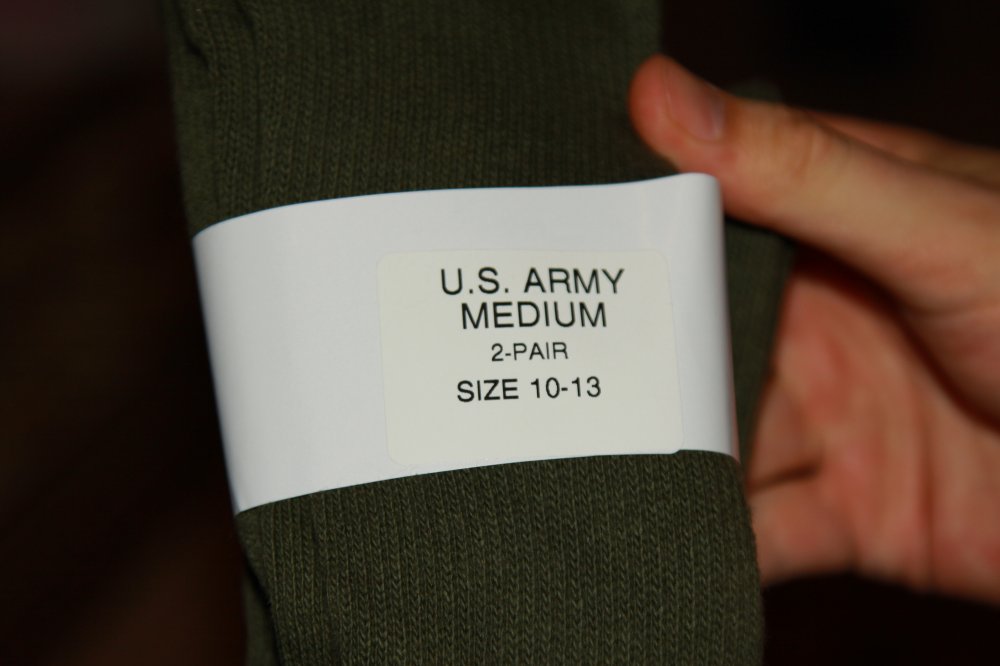 U.S. ARMY
MEDIUM
2-PAIR
SIZE 10-13